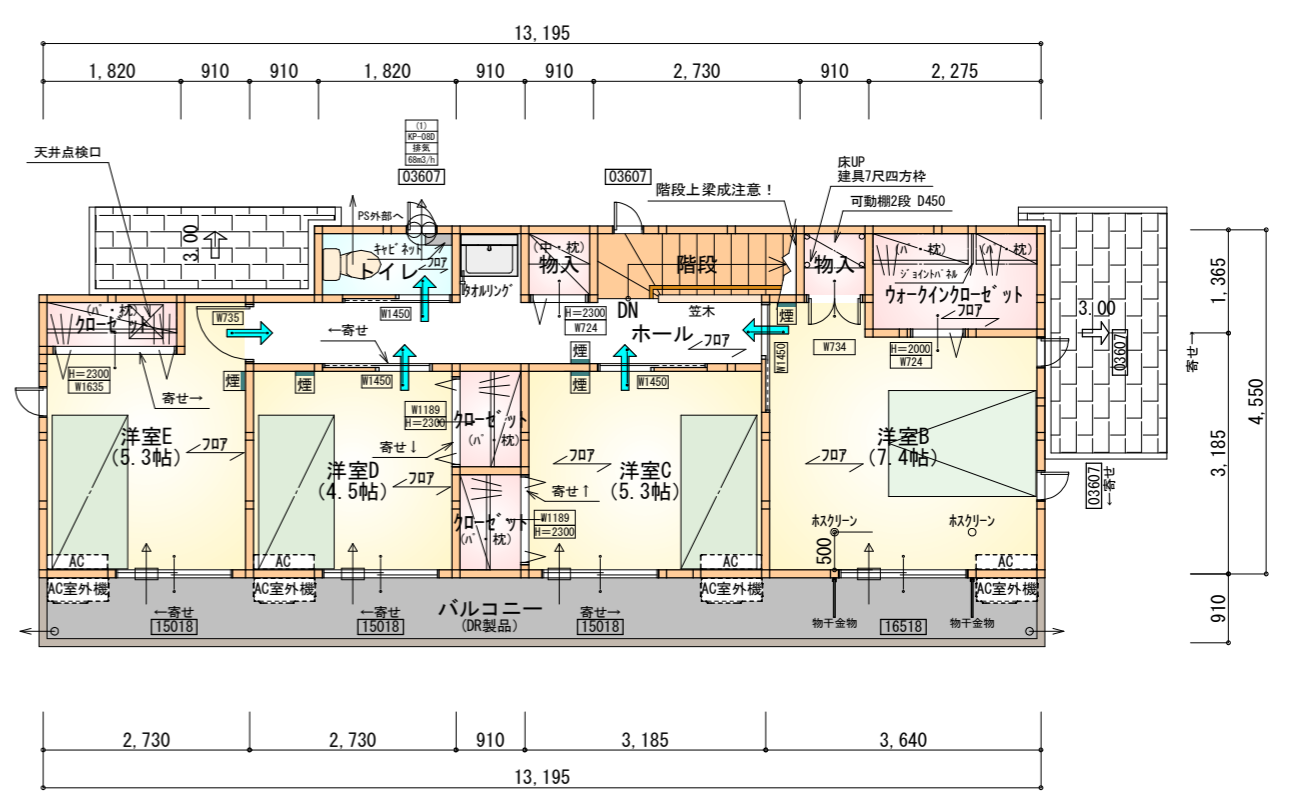 13,195
1,820
910
910
1,820
910
910
2,730
910
2,275
(1)
KP-08D
排気
68m3/h
03607
03607
天井点検口
階段上梁成注意！
床UP
建具7尺四方枠
可動棚2段 D450
PS外部へ
3.00
キャビネット
フロア
トイレ
タオルリング
(中・枕)
物入
階段
物入
(パ・枕)
(パ・枕)
ジョイントパネル
ウォークインクローゼット
フロア
3.00
03607
寄せ→
1,365
4,550
3,185
910
(パ・枕)
クローゼット
W735
W1450
←寄せ
H=2300
W724
DN
ホール
笠木
フロア
煙
W1450
W734
H=2000
W724
H=2300
W1635
寄せ→
煙
煙
W1450
煙
煙
W1450
W1189
H=2300
クローゼット
(パ・枕)
寄せ↓
洋室E
(5.3帖)
フロア
洋室D
(4.5帖)
フロア
フロア
洋室C
(5.3帖)
寄せ↑
フロア
洋室B
(7.4帖)
03607
←寄せ
クローゼット
(パ・枕)
W1189
H=2300
ホスクリーン
ホスクリーン
500
AC
AC
AC
AC
AC室外機
AC室外機
AC室外機
AC室外機
←寄せ
15018
←寄せ
15018
バルコニー
(DR製品)
寄せ→
15018
物干金物
16518
物干金物
2,730
2,730
910
3,185
3,640
13,195